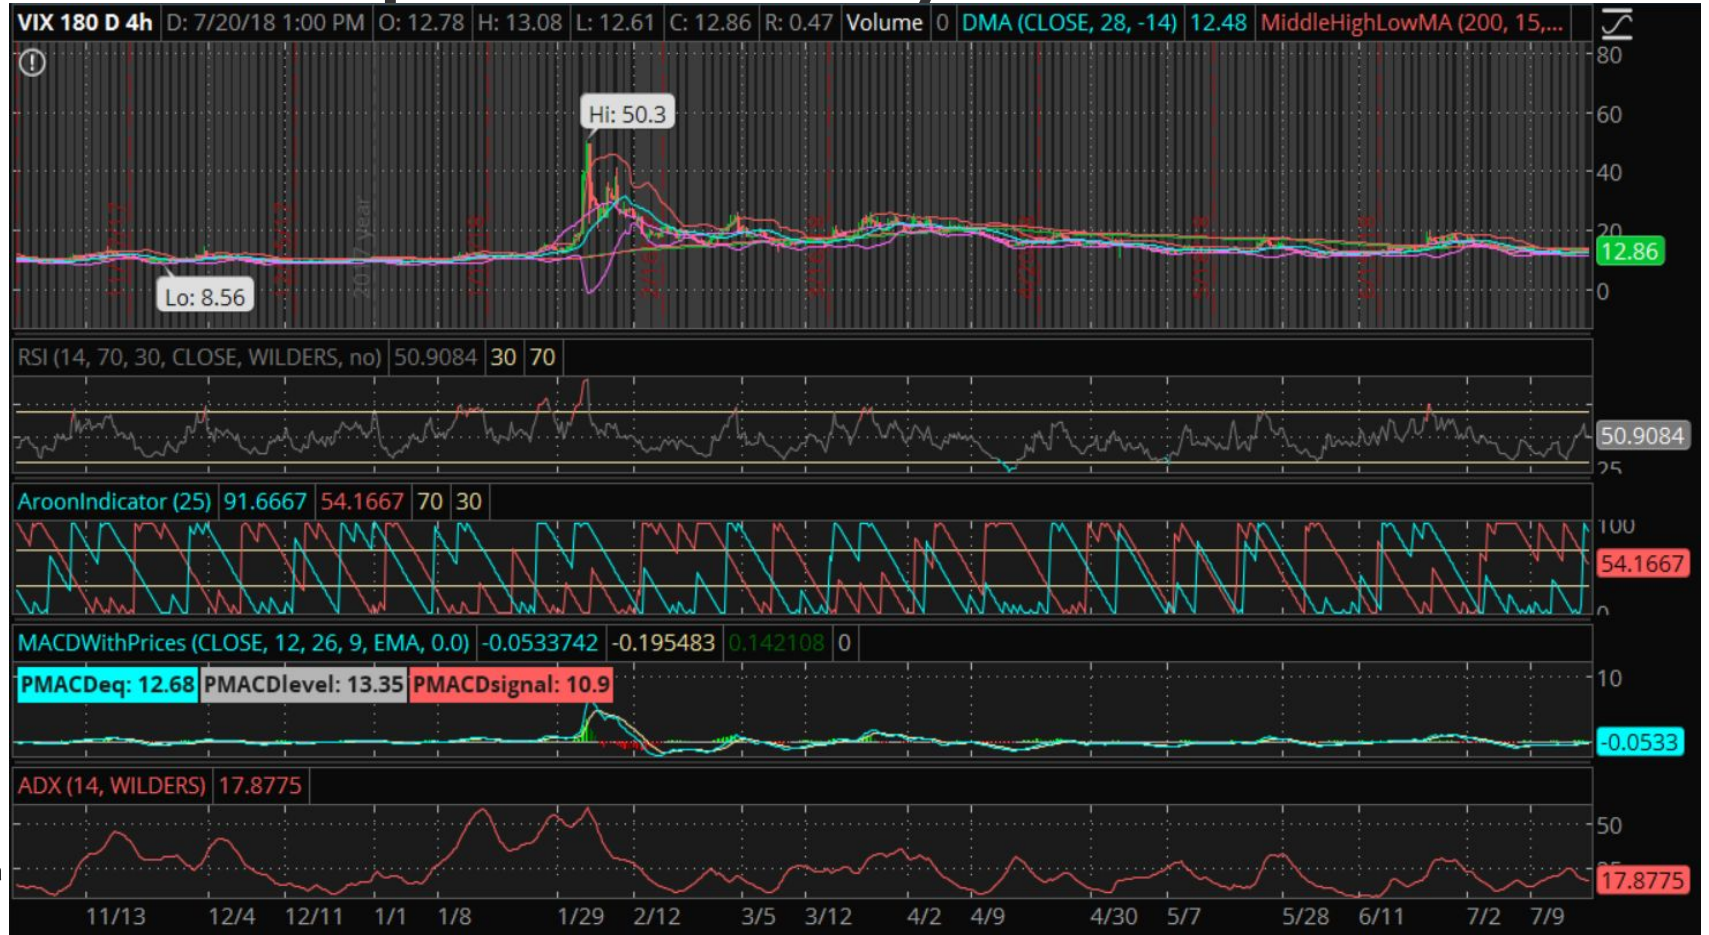 VIX 180 D 4h D: 7/20/18 1:00 PM O: 12.78 H: 13.08 L: 12.61 C: 12.86 R: 0.47 Volume 0 DMA (CLOSE, 28, -14) 12.48 MiddleHighLowMA (200, 15,...
80
Hi: 50.3
60
40
20
12.86
Lo: 8.56
0
2017 year
RSI (14, 70, 30, CLOSE, WILDERS, no) 50.9084 30 70
50.9084
25
AroonIndicator (25) 91.6667 54.1667 70 30
100
54.1667
0
MACDWithPrices (CLOSE, 12, 26, 9, EMA, 0.0) -0.0533742 -0.195483 0.142108 0
PMACDeq: 12.68 PMACDlevel: 13.35 PMACDsignal: 10.9
10
-0.0533
ADX (14, WILDERS) 17.8775
50
25
17.8775
11/13 12/4 12/11 1/1 1/8 1/29 2/12 3/5 3/12 4/2 4/9 4/30 5/7 5/28 6/11 7/2 7/9